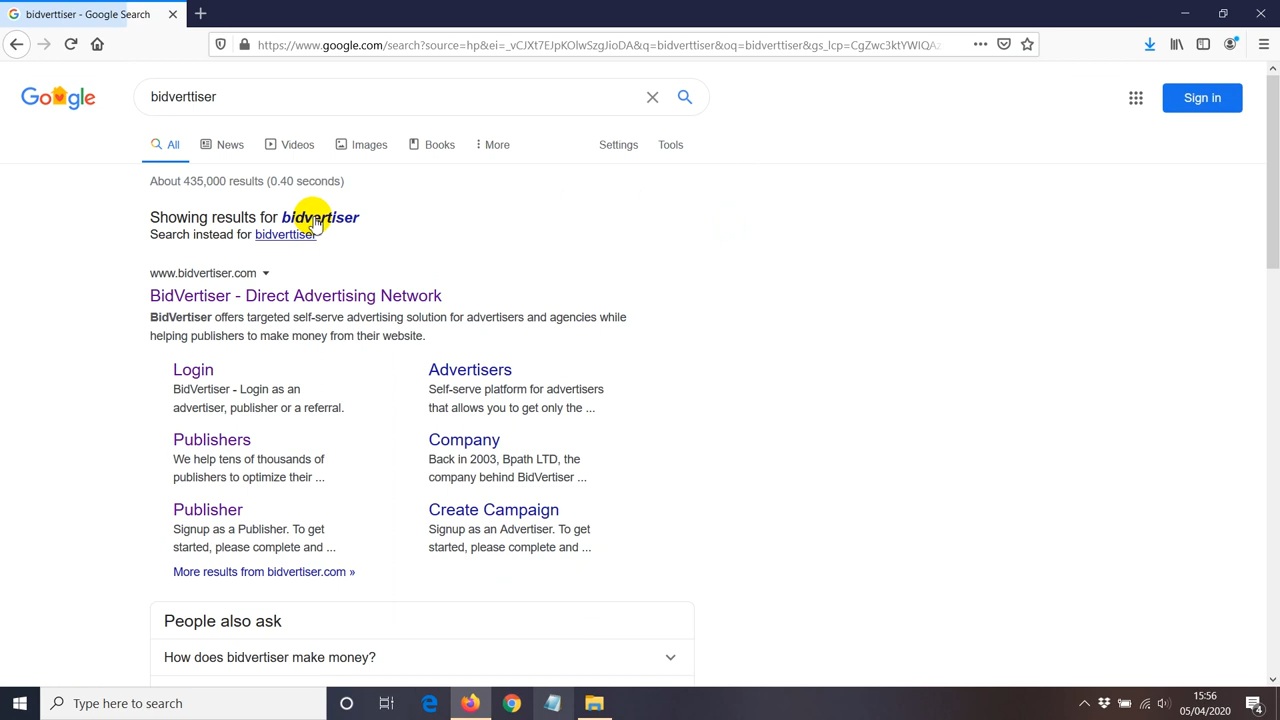 bidverttiser - Google Search
https://www.google.com/search?source=hp&ei=_vCJXt7EJpKOlwSzgJioDA&q=bidverttiser&oq=bidverttiser&gs_lcp=CgZwc3ktYWIQAz
Google
bidverttiser
Sign in
All
News
Videos
Images
Books
More
Settings
Tools
About 435,000 results (0.40 seconds)
Showing results for bidvertiser
Search instead for bidverttiser
www.bidvertiser.com
BidVertiser - Direct Advertising Network
BidVertiser offers targeted self-serve advertising solution for advertisers and agencies while
helping publishers to make money from their website.
Login
BidVertiser - Login as an
advertiser, publisher or a referral.
Advertisers
Self-serve platform for advertisers
that allows you to get only the ...
Publishers
We help tens of thousands of
publishers to optimize their ...
Company
Back in 2003, Bpath LTD, the
company behind BidVertiser ...
Publisher
Signup as a Publisher. To get
started, please complete and ...
Create Campaign
Signup as an Advertiser. To get
started, please complete and ...
More results from bidvertiser.com »
People also ask
How does bidvertiser make money?
Type here to search
15:56
05/04/2020
4